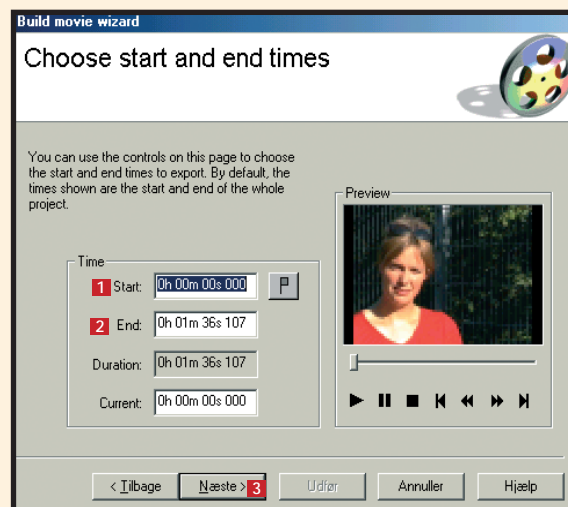 Build movie wizard
Choose start and end times
You can use the controls on this page to choose
the start and end times to export. By default, the
times shown are the start and end of the whole
project.
Preview
Time
1 Start: 0h 00m 00s 000
2 End: 0h 01m 36s 107
Duration: 0h 01m 36s 107
Current: 0h 00m 00s 000
< Tilbage Næste > 3 Udfør Annuller Hjælp